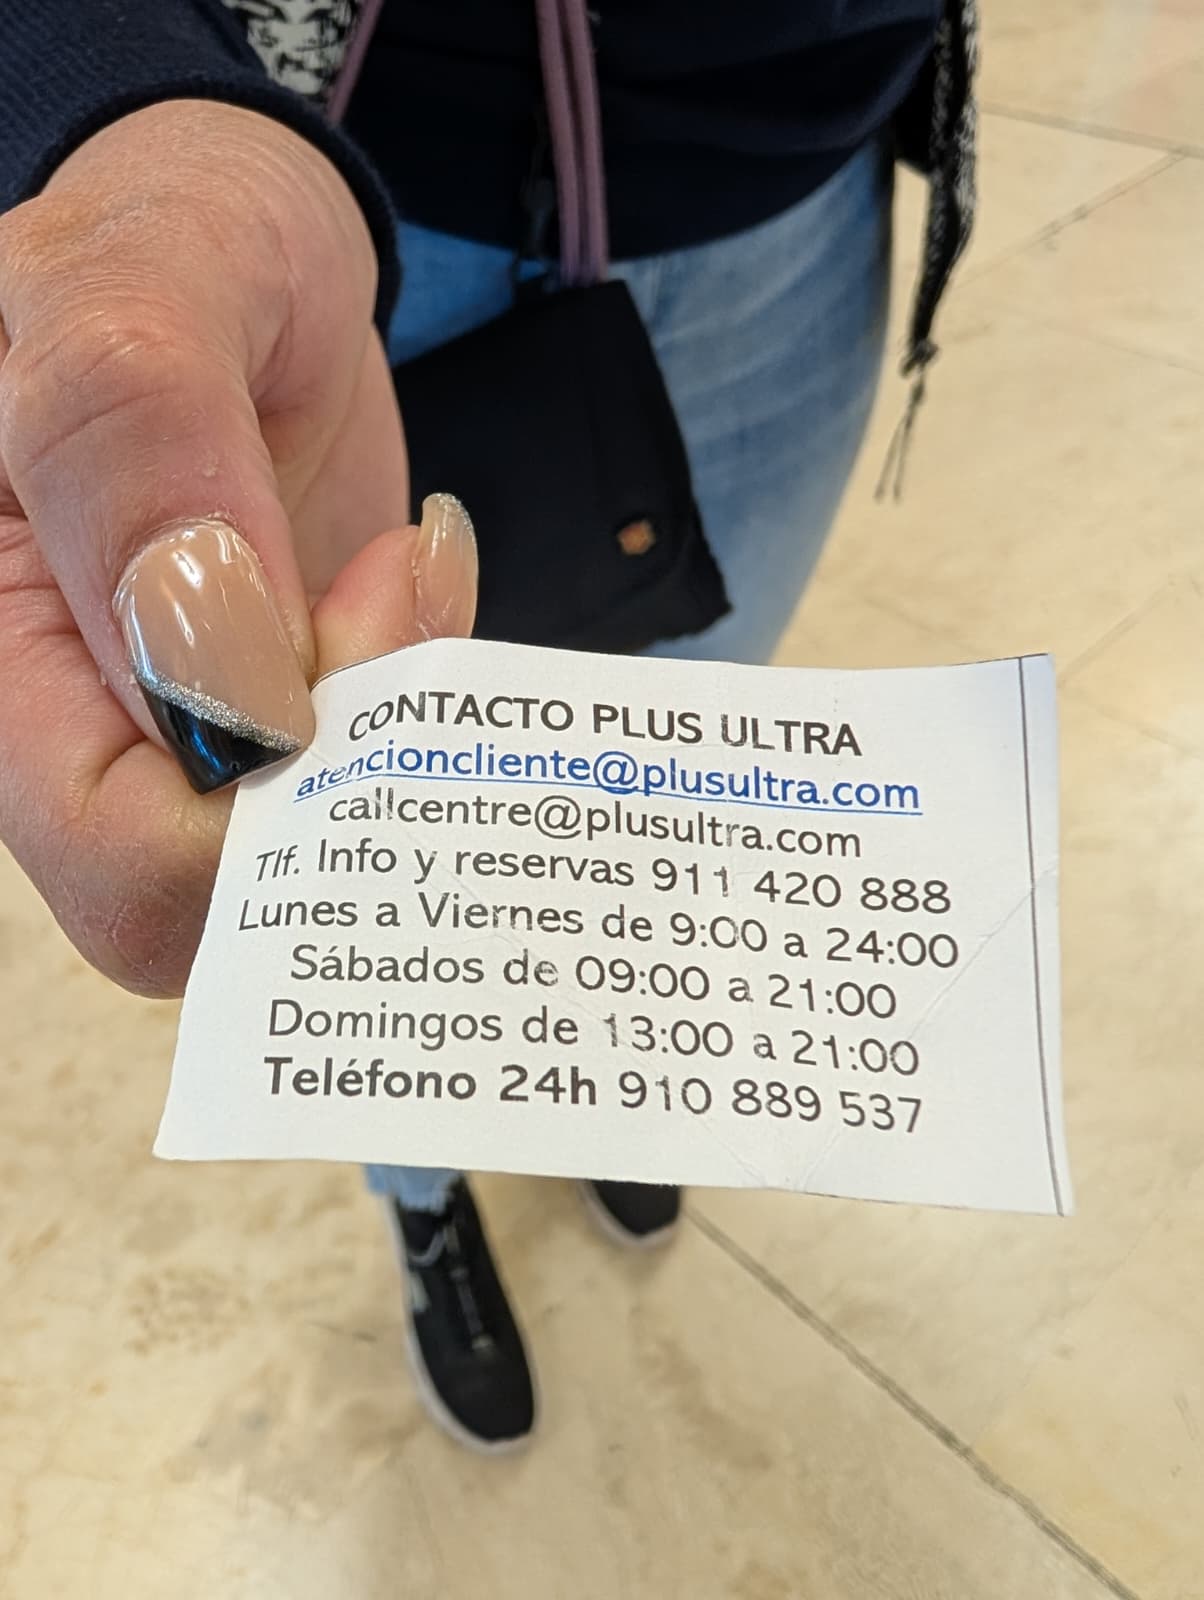 CONTACTO PLUS ULTRA
atencioncliente@plusultra.com
callcentre@plusultra.com
Tlf. Info y reservas 911 420 888
Lunes a Viernes de 9:00 a 24:00
Sábados de 09:00 a 21:00
Domingos de 13:00 a 21:00
Teléfono 24h 910 889 537